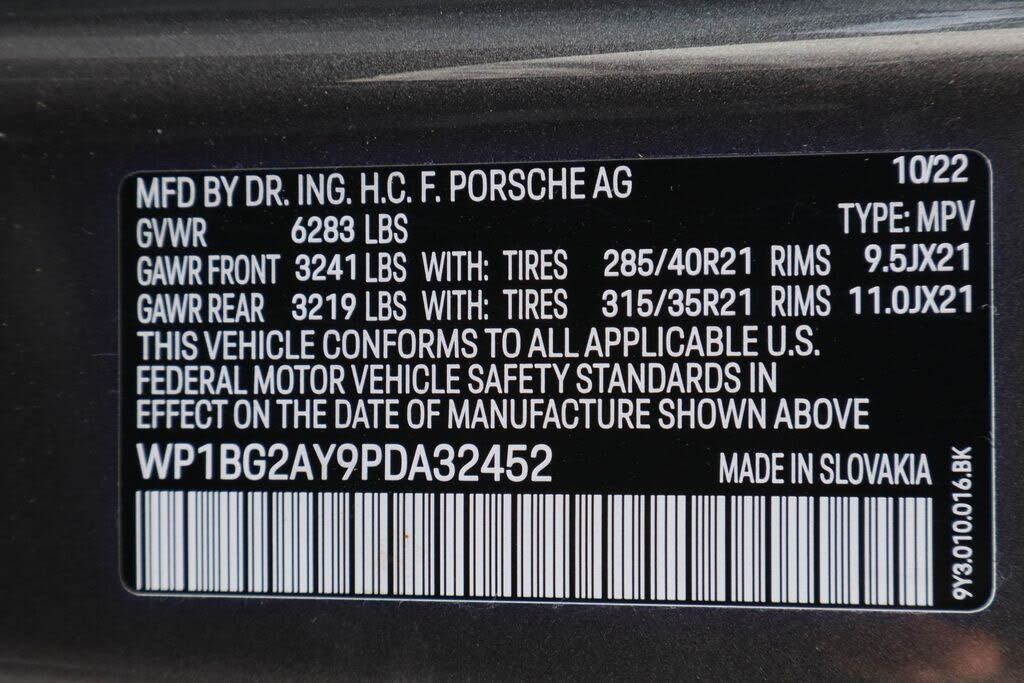 MFD BY DR. ING. H.C. F. PORSCHE AG 10/22
GVWR 6283 LBS TYPE: MPV
GAWR FRONT 3241 LBS WITH: TIRES 285/40R21 RIMS 9.5JX21
GAWR REAR 3219 LBS WITH: TIRES 315/35R21 RIMS 11.0JX21
THIS VEHICLE CONFORMS TO ALL APPLICABLE U.S.
FEDERAL MOTOR VEHICLE SAFETY STANDARDS IN
EFFECT ON THE DATE OF MANUFACTURE SHOWN ABOVE
WP1BG2AY9PDA32452 MADE IN SLOVAKIA
9Y3.010.016.BK